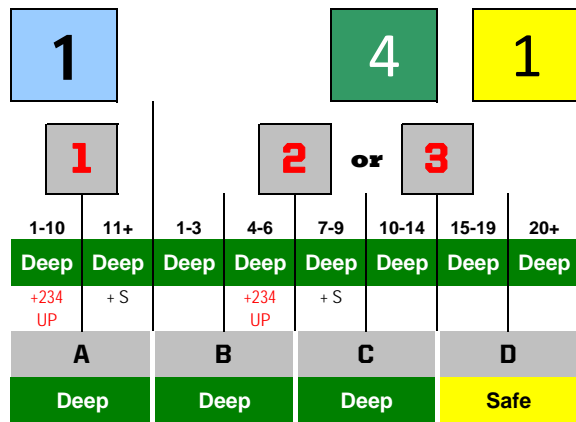 1 4 1
1 2 or 3
1-10 11+ 1-3 4-6 7-9 10-14 15-19 20+
Deep Deep Deep Deep Deep Deep Deep Deep
+234 + S +234 + S
UP UP
A B C D
Deep Deep Deep Safe